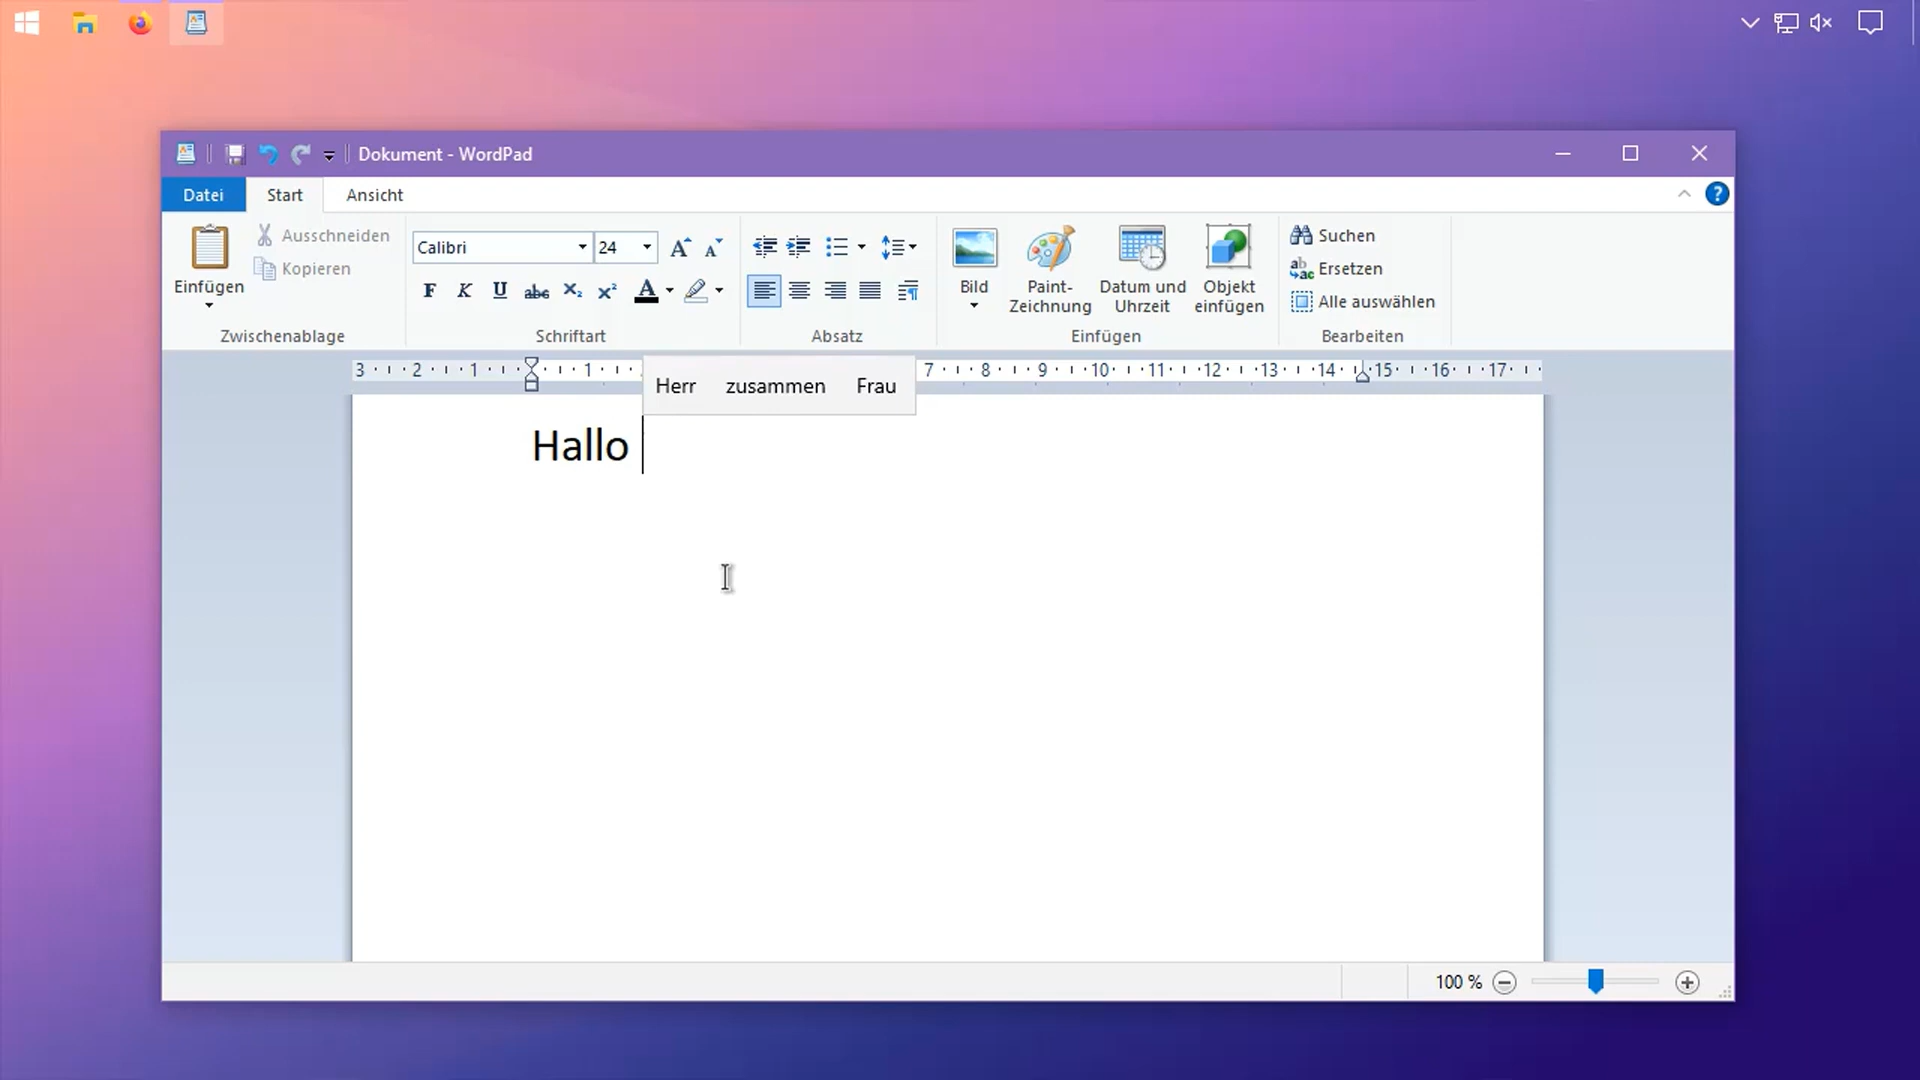 Dokument - WordPad
Datei Start Ansicht
Einfügen
Ausschneiden
Kopieren
Zwischenablage
Calibri 24
F K U abc X₂ X² A
Schriftart
Absatz
Bild
Paint-
Zeichnung
Datum und
Uhrzeit
Objekt
einfügen
Einfügen
Suchen
Ersetzen
Alle auswählen
Bearbeiten
3 2 1 1 7 8 9 10 11 12 13 14 15 16 17
Herr zusammen Frau
Hallo
100 %